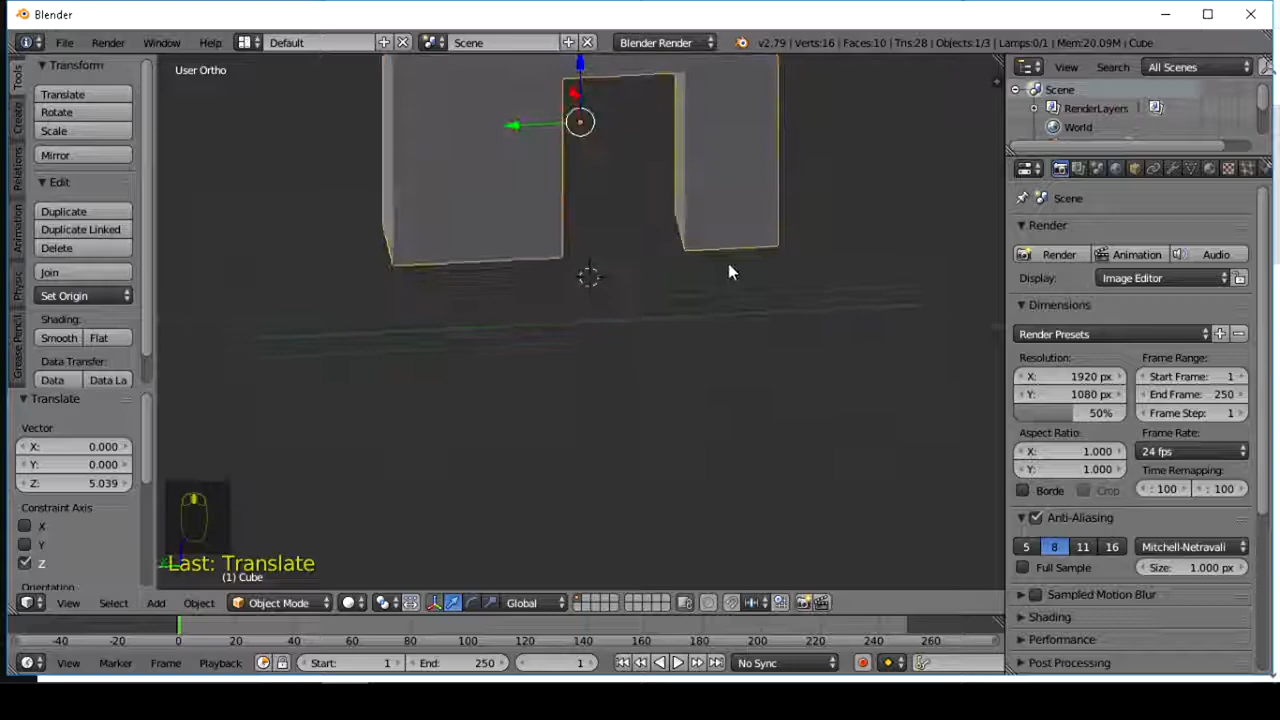 Blender
File Render Window Help Default Scene Blender Render v2.79 | Verts:16 | Faces:10 | Tris:28 | Objects:1/3 | Lamps:0/1 | Mem:20.09M | Cube
Tools
Create
Relations
Animation
Physic
Grease Pencil
Transform
Translate
Rotate
Scale
Mirror
Edit
Duplicate
Duplicate Linked
Delete
Join
Set Origin
Shading:
Smooth Flat
Data Transfer:
Data Data La
Translate
Vector
X: 0.000
Y: 0.000
Z: 5.039
Constraint Axis
X
Y
Z
Orientation
User Ortho
Last: Translate
(1) Cube
View Select Add Object Object Mode Global
-40 -20 0 20 40 60 80 100 120 140 160 180 200 220 240 260
View Marker Frame Playback Start: 1 End: 250 1 No Sync
View Search All Scenes
Scene
RenderLayers
World
Scene
Render
Render Animation Audio
Display: Image Editor
Dimensions
Render Presets
Resolution: Frame Range:
X: 1920 px Start Frame: 1
Y: 1080 px End Frame: 250
50% Frame Step: 1
Aspect Ratio: Frame Rate:
X: 1.000 24 fps
Y: 1.000 Time Remapping:
Borde Crop : 100 : 100
Anti-Aliasing
5 8 11 16 Mitchell-Netravali
Full Sample Size: 1.000 px
Sampled Motion Blur
Shading
Performance
Post Processing